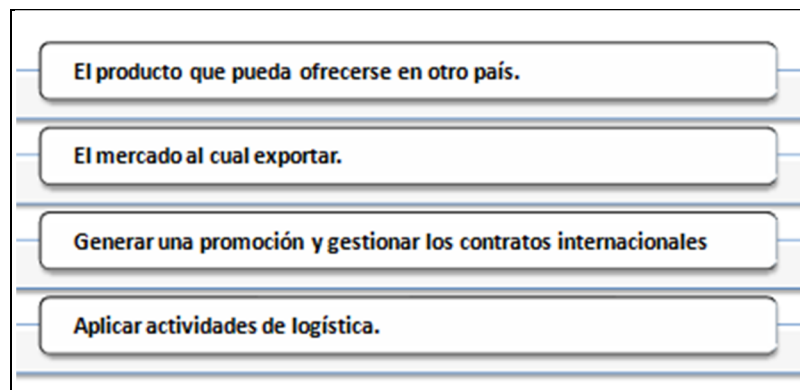 El producto que pueda ofrecerse en otro país.
El mercado al cual exportar.
Generar una promoción y gestionar los contratos internacionales
Aplicar actividades de logística.